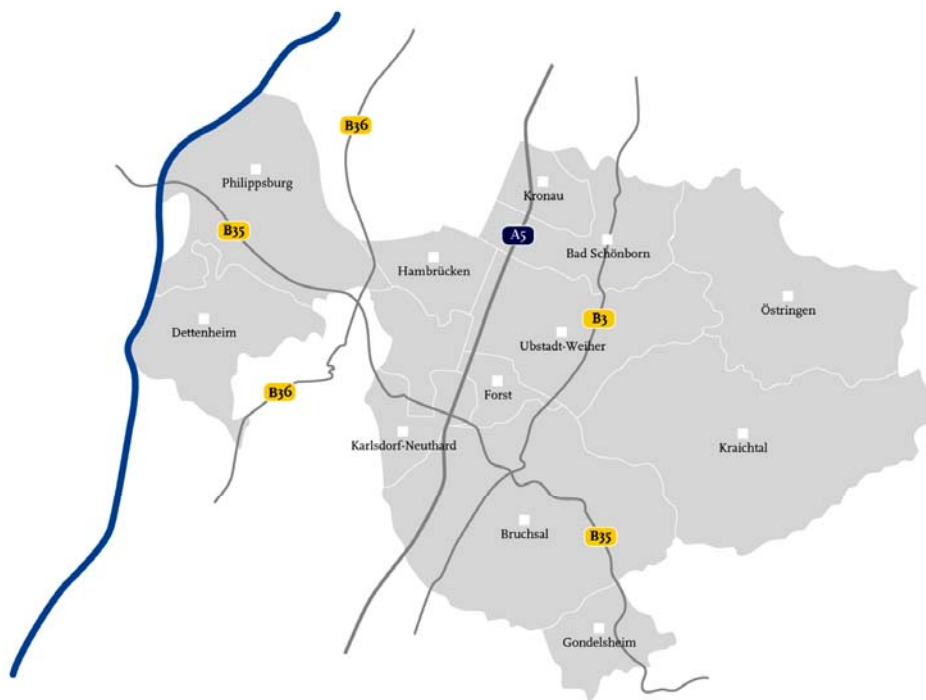 B36
Philippsburg
Kronau
B35
A5
Bad Schönborn
Hambrücken
Östringen
Dettenheim
B3
Ubstadt-Weiher
B36
Forst
Karlsdorf-Neuthard
Kraichtal
Bruchsal
B35
Gondelsheim